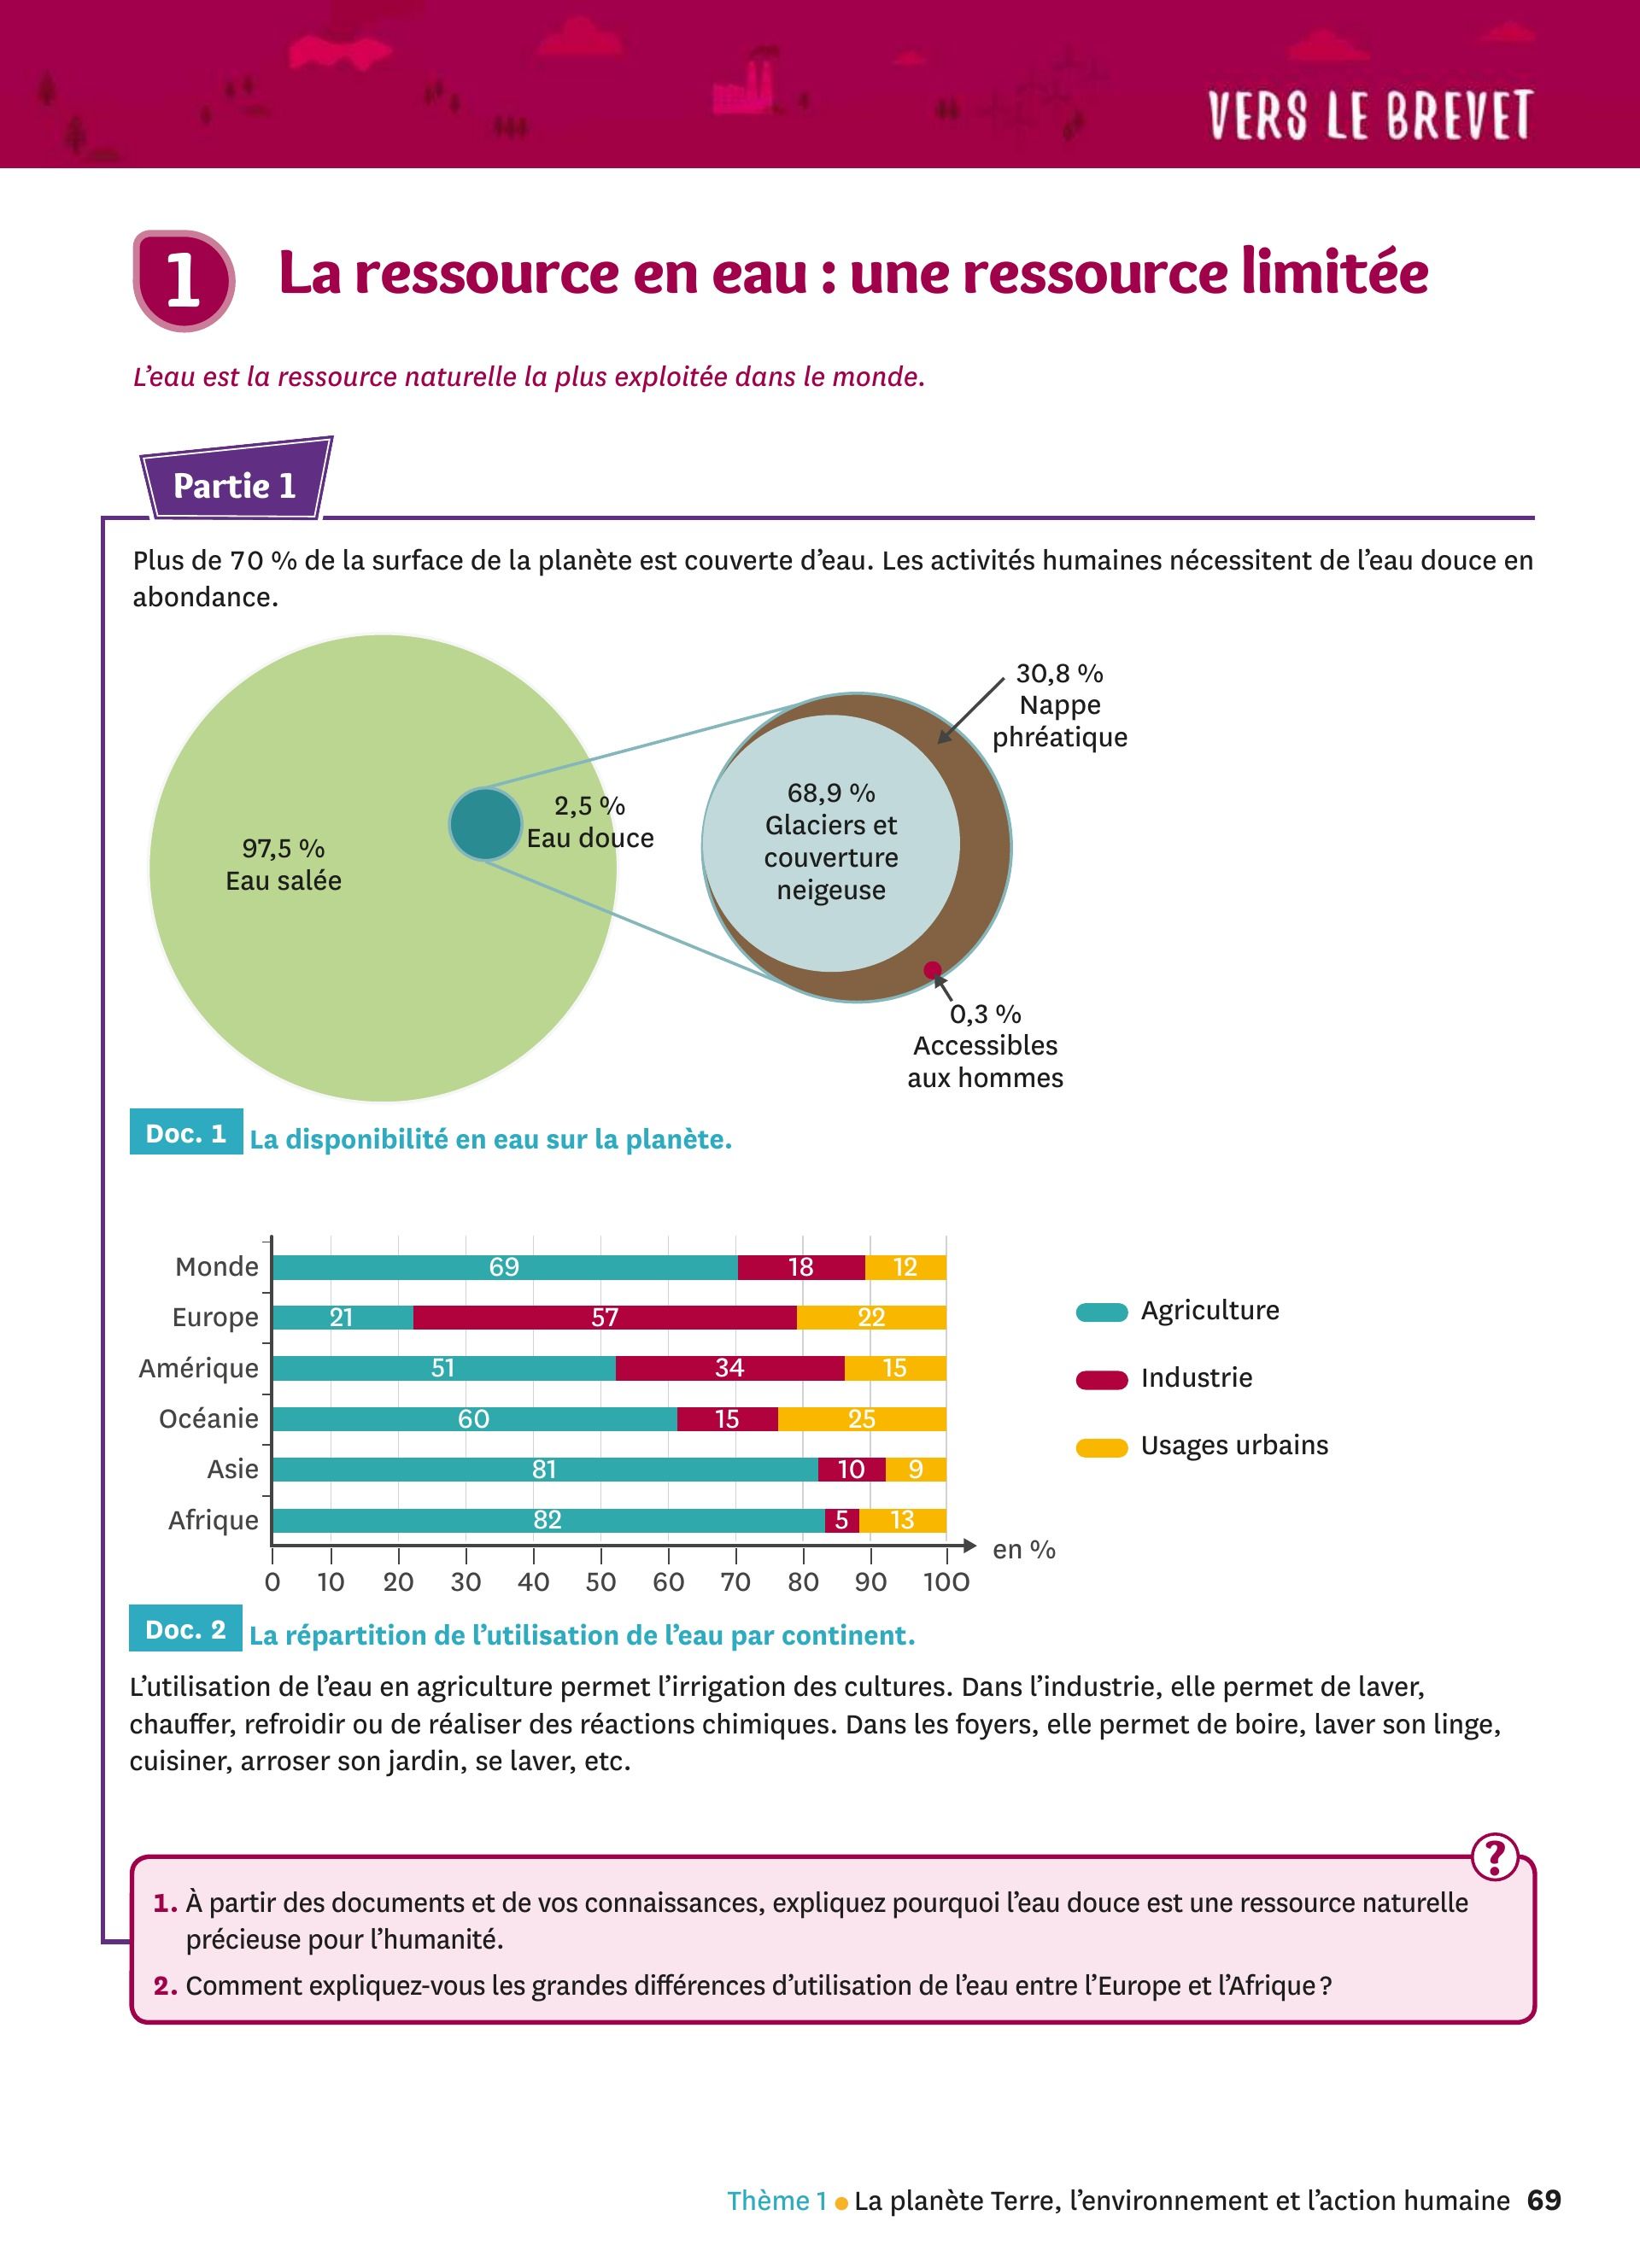 VERS LE BREVET
1 La ressource en eau : une ressource limitée
L’eau est la ressource naturelle la plus exploitée dans le monde.
Partie 1
Plus de 70 % de la surface de la planète est couverte d’eau. Les activités humaines nécessitent de l’eau douce en
abondance.
97,5 %
Eau salée
2,5 %
Eau douce
68,9 %
Glaciers et
couverture
neigeuse
30,8 %
Nappe
phréatique
0,3 %
Accessibles
aux hommes
Doc. 1 La disponibilité en eau sur la planète.
Monde 69 18 12
Europe 21 57 22
Amérique 51 34 15
Océanie 60 15 25
Asie 81 10 9
Afrique 82 5 13
en %
0 10 20 30 40 50 60 70 80 90 100
Agriculture
Industrie
Usages urbains
Doc. 2 La répartition de l’utilisation de l’eau par continent.
L’utilisation de l’eau en agriculture permet l’irrigation des cultures. Dans l’industrie, elle permet de laver,
chauffer, refroidir ou de réaliser des réactions chimiques. Dans les foyers, elle permet de boire, laver son linge,
cuisiner, arroser son jardin, se laver, etc.
?
1. À partir des documents et de vos connaissances, expliquez pourquoi l’eau douce est une ressource naturelle
précieuse pour l’humanité.
2. Comment expliquez-vous les grandes différences d’utilisation de l’eau entre l’Europe et l’Afrique ?
Thème 1 • La planète Terre, l’environnement et l’action humaine 69